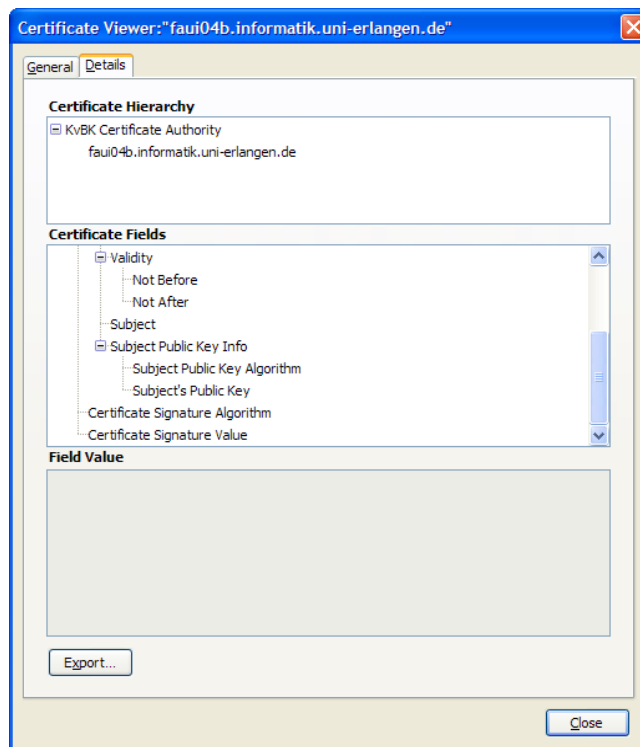 Certificate Viewer:"faui04b.informatik.uni-erlangen.de"
General Details
Certificate Hierarchy
KvBK Certificate Authority
faui04b.informatik.uni-erlangen.de
Certificate Fields
Validity
Not Before
Not After
Subject
Subject Public Key Info
Subject Public Key Algorithm
Subject's Public Key
Certificate Signature Algorithm
Certificate Signature Value
Field Value
Export...
Close